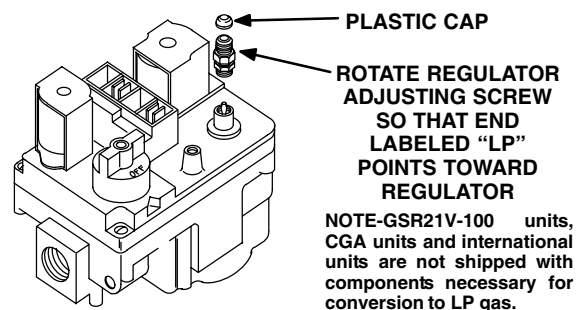 PLASTIC CAP
ROTATE REGULATOR
ADJUSTING SCREW
SO THAT END
LABELED “LP”
POINTS TOWARD
REGULATOR
NOTE-GSR21V-100 units,
CGA units and international
units are not shipped with
components necessary for
conversion to LP gas.
OFF